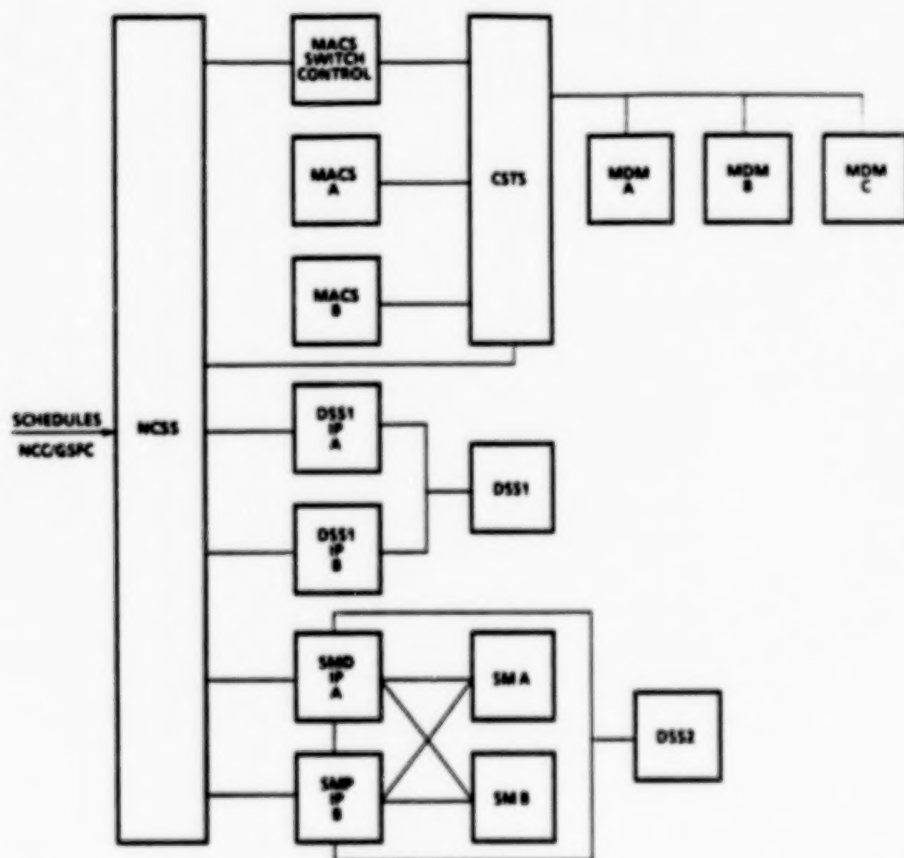 MACS
SWITCH
CONTROL
MACS
A
MACS
B
CSTS
MDM
A
MDM
B
MDM
C
SCHEDULES
NCC/GSFC
NCSS
DSS1
IP
A
DSS1
IP
B
DSS1
SMD
IP
A
SMP
IP
B
SM A
SM B
DSS2